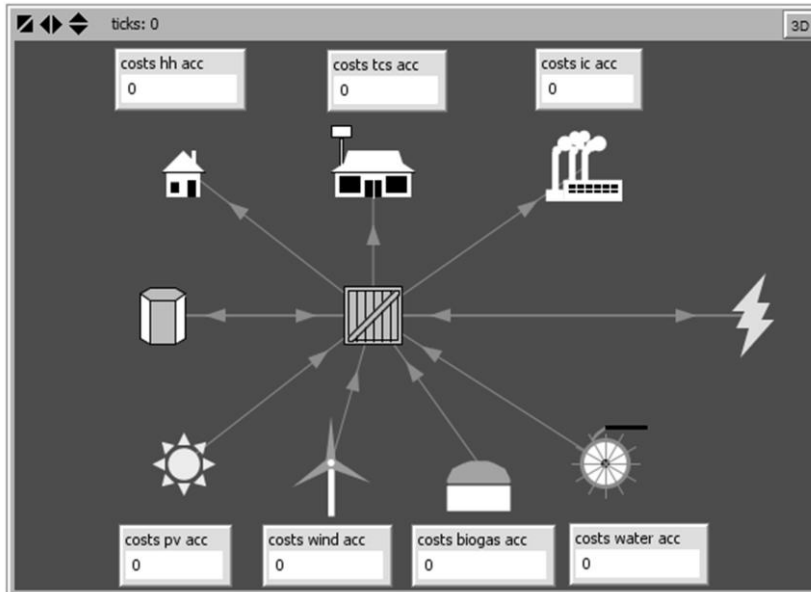 ticks: 0
3D
costs hh acc
0
costs tcs acc
0
costs ic acc
0
costs pv acc
0
costs wind acc
0
costs biogas acc
0
costs water acc
0